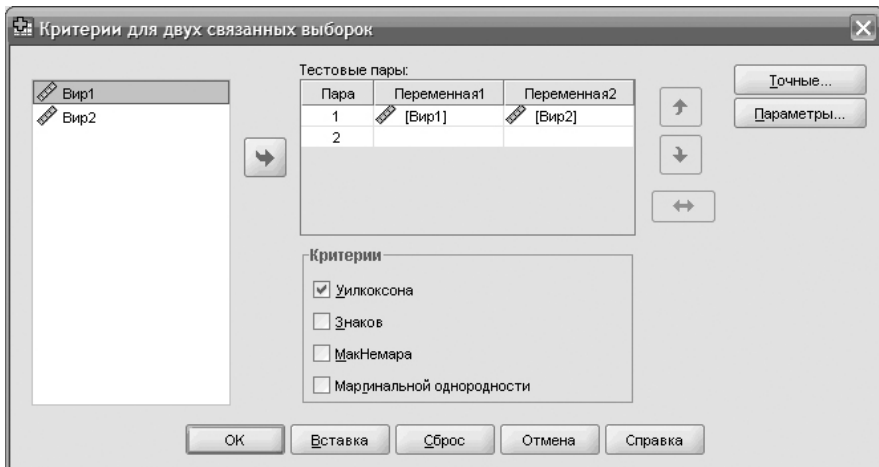 Критерии для двух связанных выборок
Вир1
Вир2
Тестовые пары:
Пара Переменная1 Переменная2
1 [Вир1] [Вир2]
2
Точные...
Параметры...
Критерии
Уилкоксона
Знаков
МакНемара
Маргинальной однородности
OK
Вставка
Сброс
Отмена
Справка